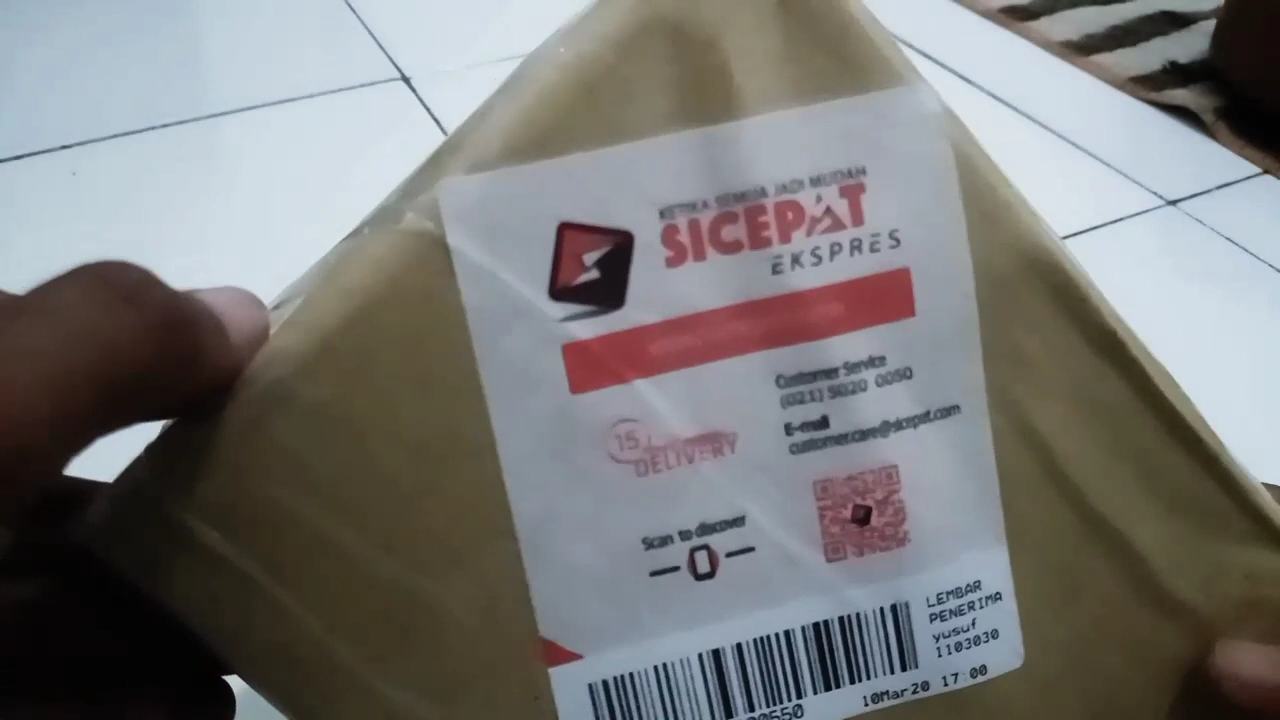 KETIKA SEMUA JADI MUDAH
SICEPAT
EKSPRES
Customer Service
(021) 5020 0050
E-mail
customer.care@sicepat.com
15
DELIVERY
Scan to discover
LEMBAR
PENERIMA
yusuf
1103030
10Mar20 17:00